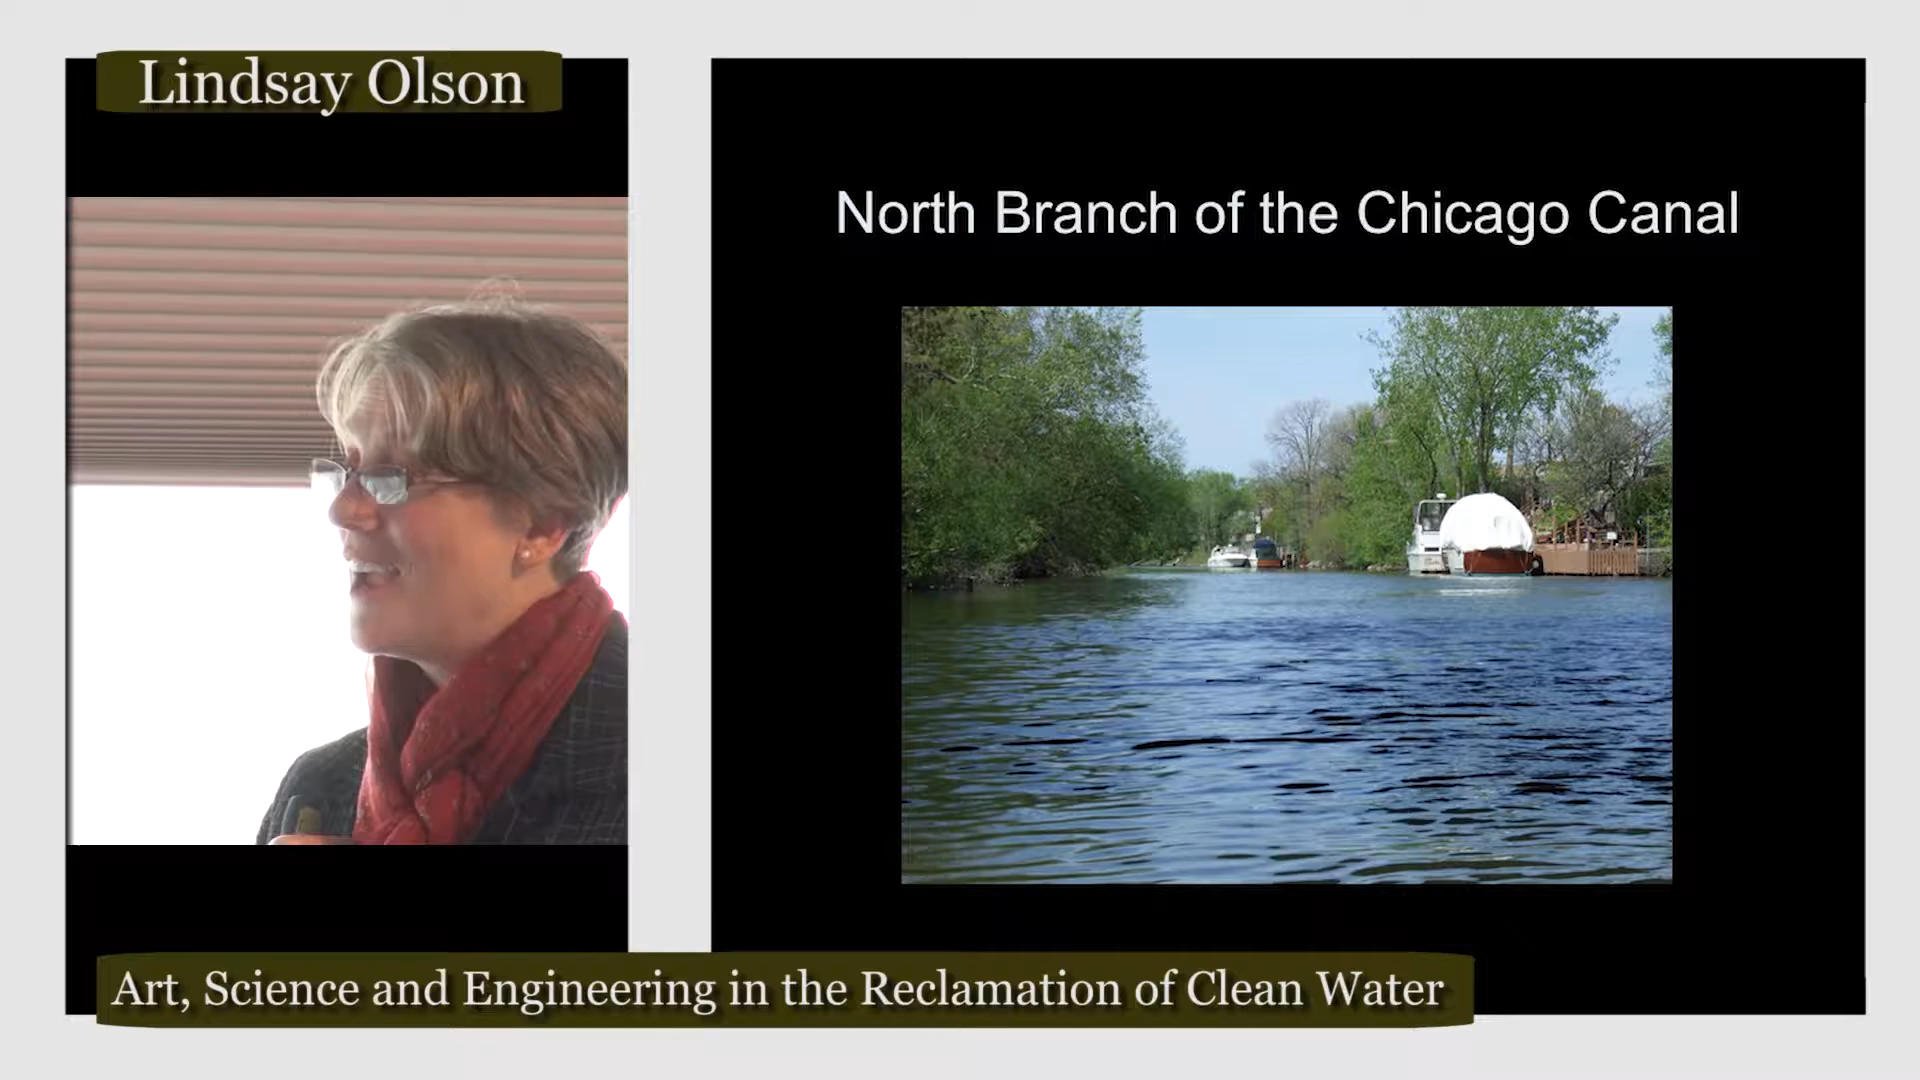 Lindsay Olson
North Branch of the Chicago Canal
Art, Science and Engineering in the Reclamation of Clean Water